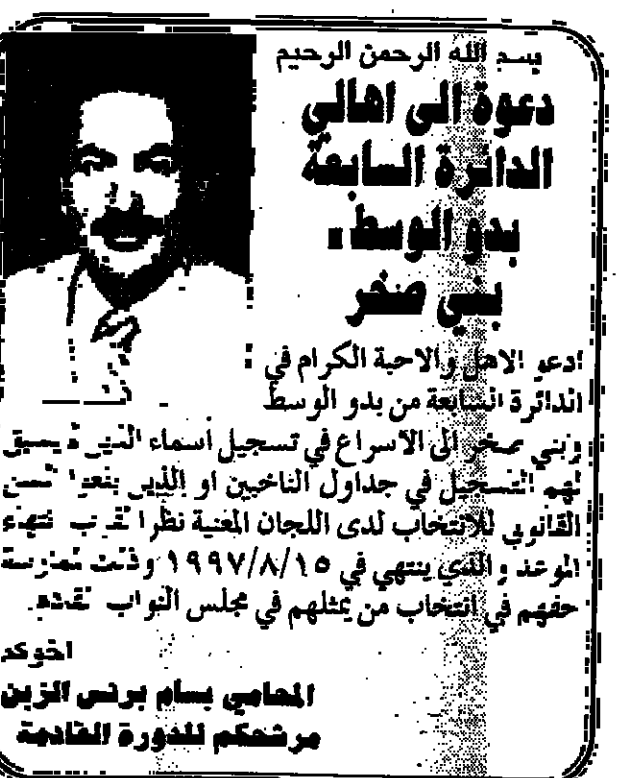 بسم الله الرحمن الرحيم
دعوة الى اهالي
الدائرة السابعة
بدو الوسط -
بني صخر
ادعو الاهل والاحبة الكرام في :
الدائرة السابعة من بدو الوسط
وبني صخر الى الاسراع في تسجيل أسماء الذين لم يسبق
لهم التسجيل في جداول الناخبين او الذين بلغوا السن
القانوني للانتخاب لدى اللجان المعنية نظرا لقرب انتهاء
الموعد والذي ينتهي في ١٩٩٧/٨/١٥ وذلك لممارسة
حقهم في انتخاب من يمثلهم في مجلس النواب القادم.
اخوكم
المحامي بسام برنس الزبن
مرشحكم للدورة القادمة